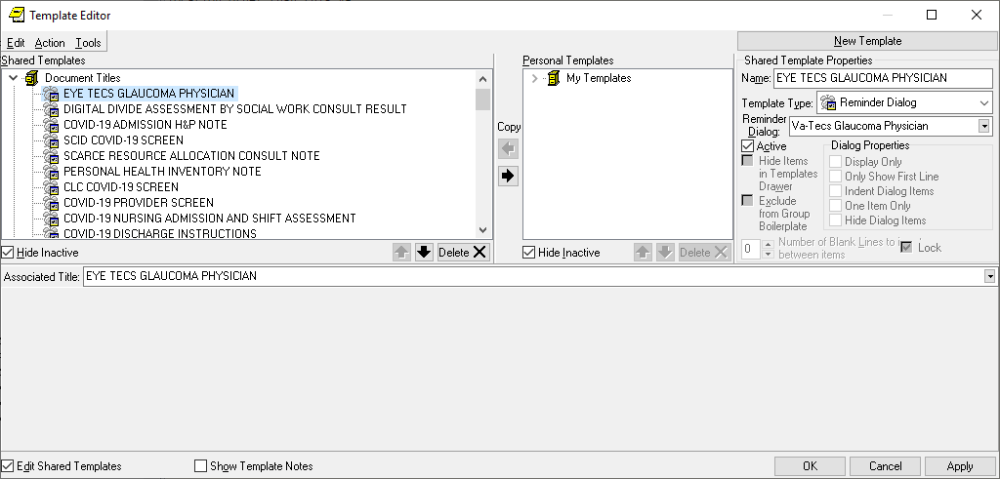 Template Editor
Edit Action Tools
New Template
Shared Templates
Document Titles
EYE TECS GLAUCOMA PHYSICIAN
DIGITAL DIVIDE ASSESSMENT BY SOCIAL WORK CONSULT RESULT
COVID-19 ADMISSION H&P NOTE
SCID COVID-19 SCREEN
SCARCE RESOURCE ALLOCATION CONSULT NOTE
PERSONAL HEALTH INVENTORY NOTE
CLC COVID-19 SCREEN
COVID-19 PROVIDER SCREEN
COVID-19 NURSING ADMISSION AND SHIFT ASSESSMENT
COVID-19 DISCHARGE INSTRUCTIONS
Hide Inactive
Delete
Copy
Personal Templates
My Templates
Hide Inactive
Delete
Shared Template Properties
Name: EYE TECS GLAUCOMA PHYSICIAN
Template Type: Reminder Dialog
Reminder
Dialog: Va-Tecs Glaucoma Physician
Active
Hide Items
in Templates
Drawer
Exclude
from Group
Boilerplate
Dialog Properties
Display Only
Only Show First Line
Indent Dialog Items
One Item Only
Hide Dialog Items
0 Number of Blank Lines to
between items
Lock
Associated Title: EYE TECS GLAUCOMA PHYSICIAN
Edit Shared Templates
Show Template Notes
OK Cancel Apply